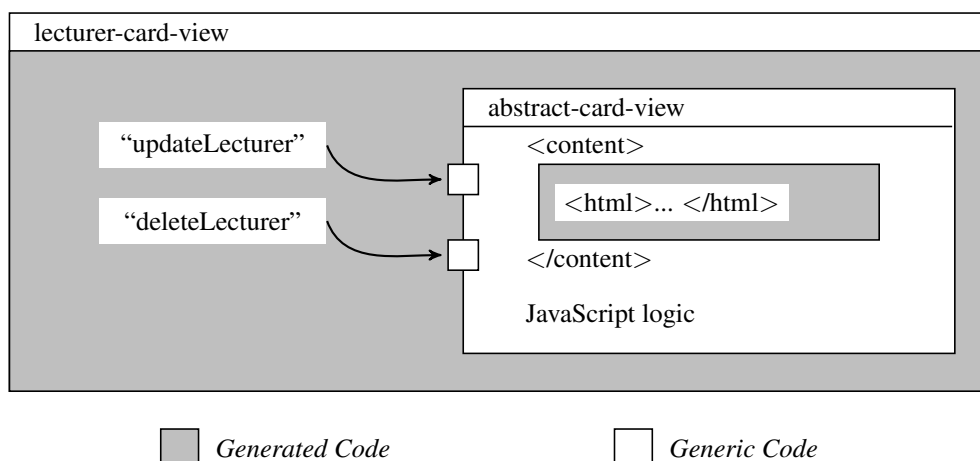 lecturer-card-view
abstract-card-view
“updateLecturer”
<content>
<html>... </html>
“deleteLecturer”
</content>
JavaScript logic
Generated Code
Generic Code